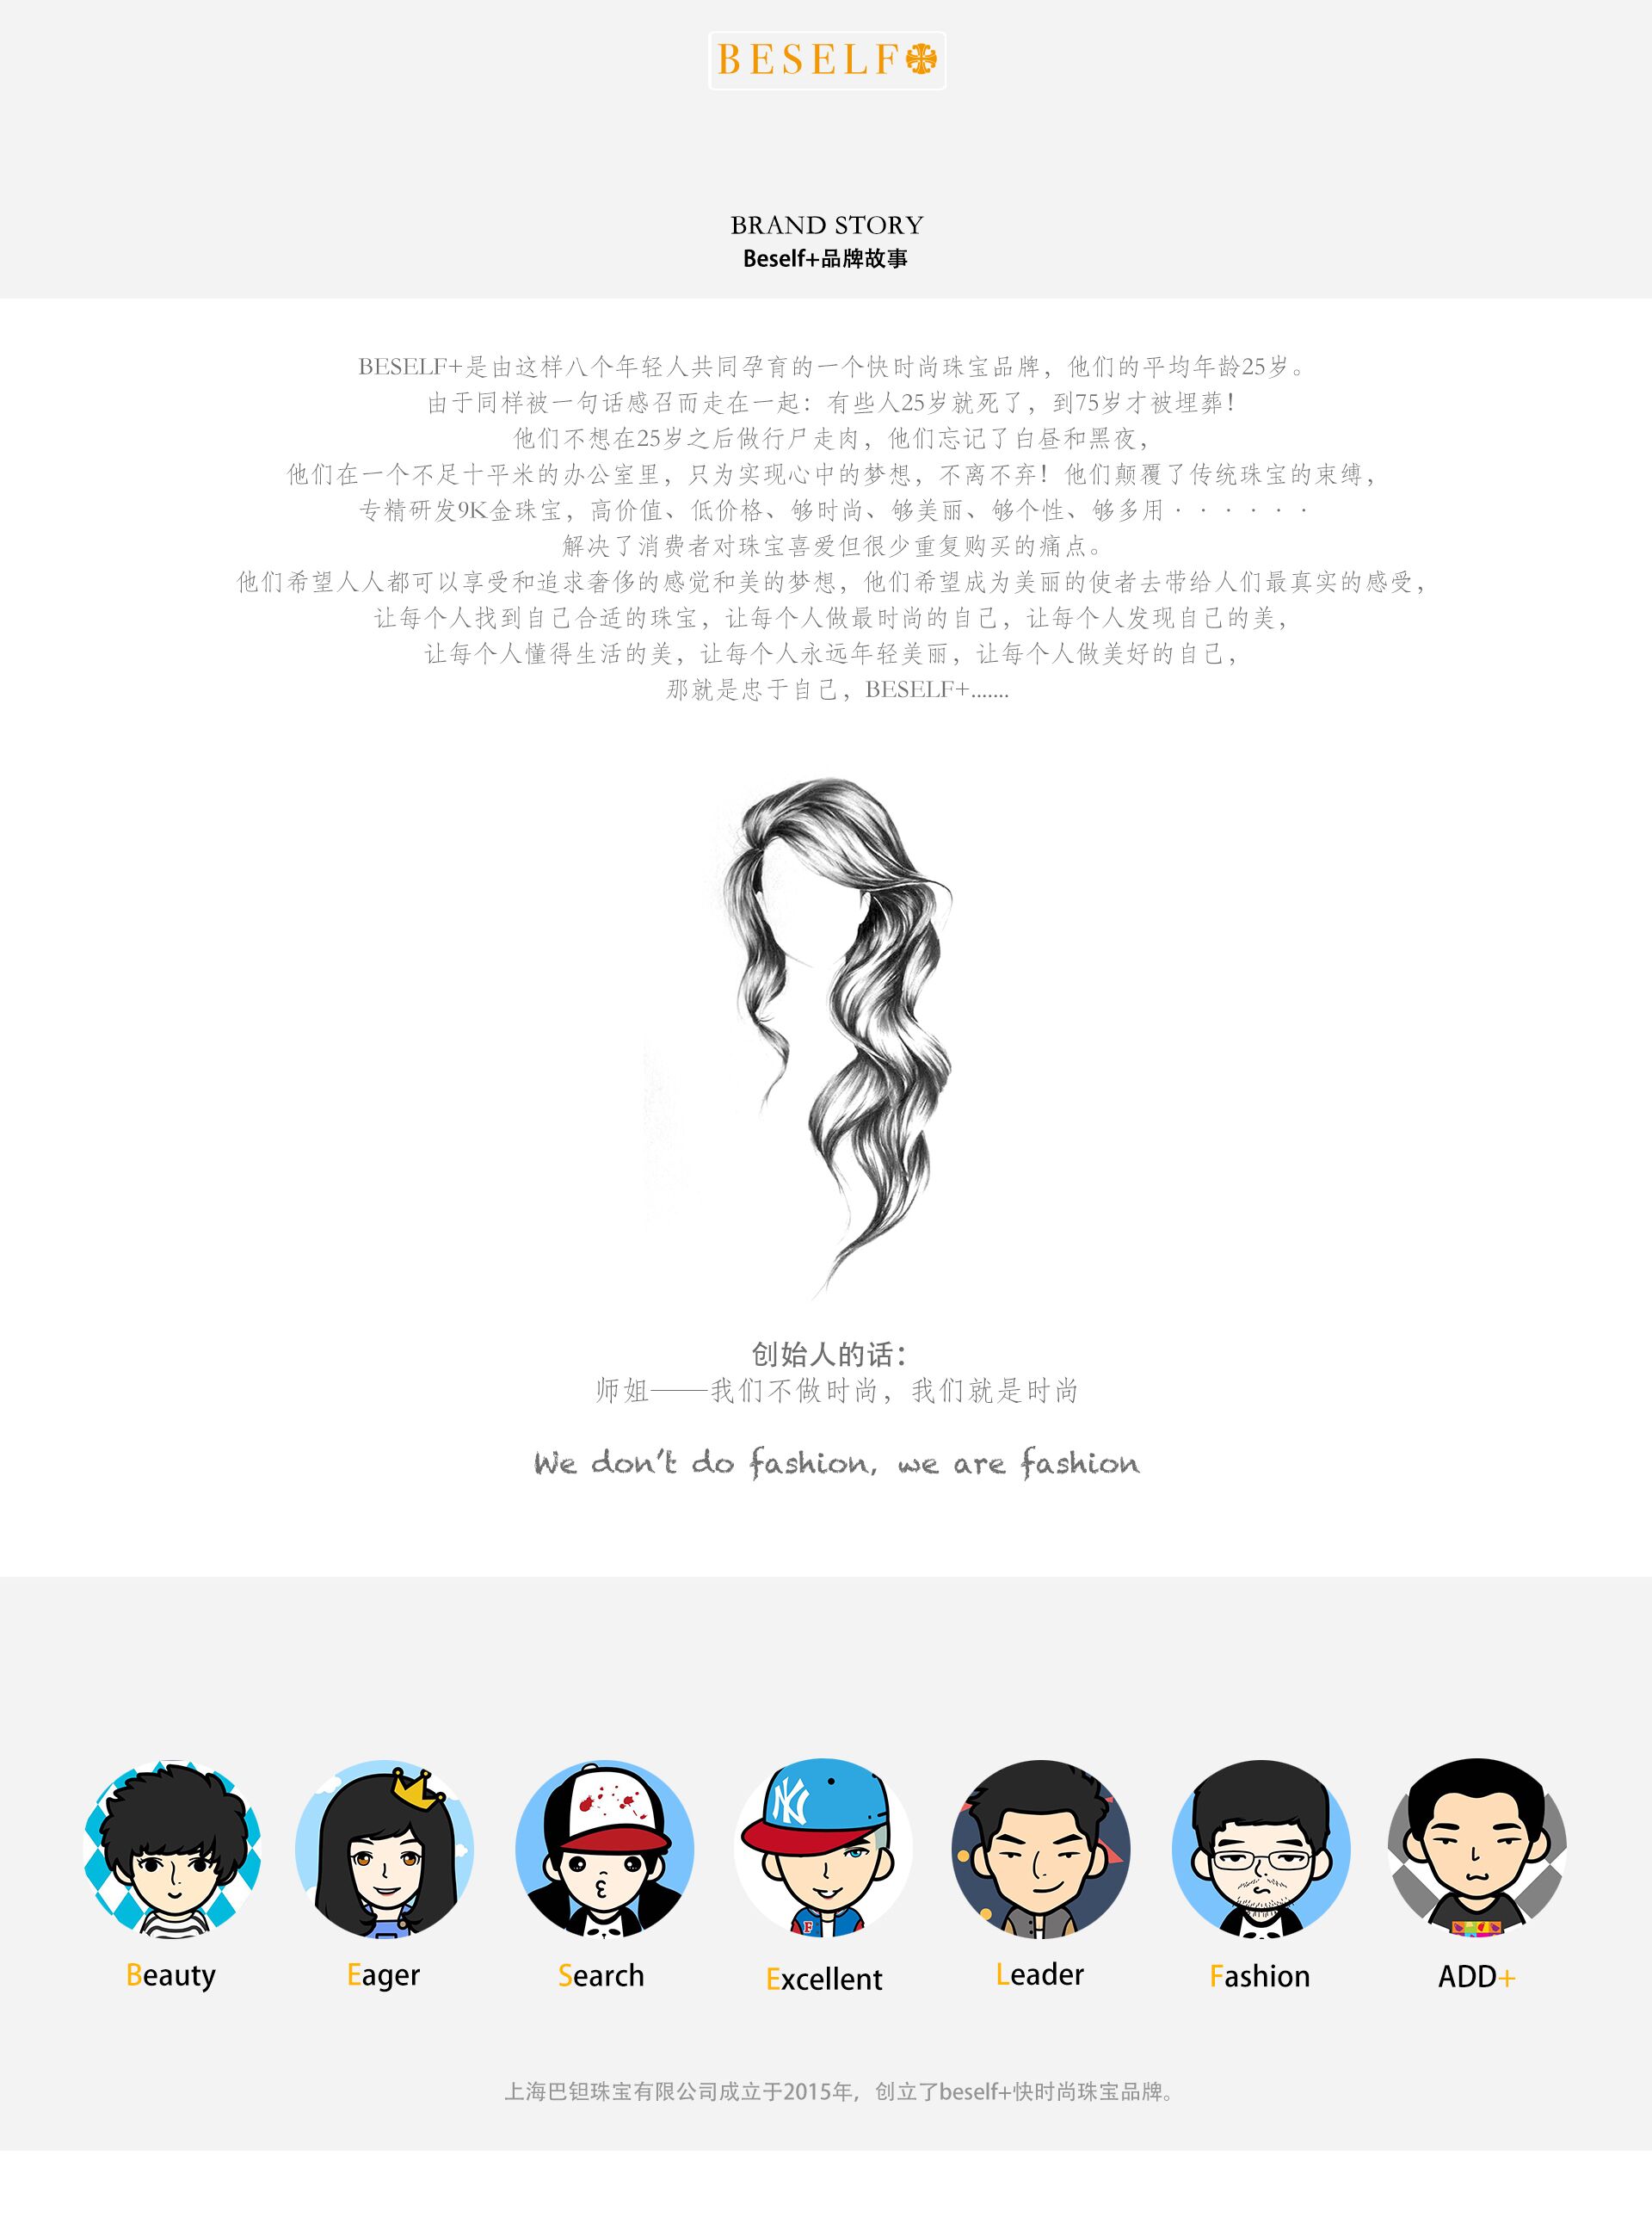 BESELF
BRAND STORY
Beself+品牌故事
BESELF+是由这样八个年轻人共同孕育的一个快时尚珠宝品牌，他们的平均年龄25岁。
由于同样被一句话感召而走在一起：有些人25岁就死了，到75岁才被埋葬！
他们不想在25岁之后做行尸走肉，他们忘记了白昼和黑夜，
他们在一个不足十平米的办公室里，只为实现心中的梦想，不离不弃！他们颠覆了传统珠宝的束缚，
专精研发9K金珠宝，高价值、低价格、够时尚、够美丽、够个性、够多用······
解决了消费者对珠宝喜爱但很少重复购买的痛点。
他们希望人人都可以享受和追求奢侈的感觉和美的梦想，他们希望成为美丽的使者去带给人们最真实的感受，
让每个人找到自己合适的珠宝，让每个人做最时尚的自己，让每个人发现自己的美，
让每个人懂得生活的美，让每个人永远年轻美丽，让每个人做美好的自己，
那就是忠于自己，BESELF+.......
创始人的话：
师姐——我们不做时尚，我们就是时尚
We don't do fashion, we are fashion
Beauty Eager Search Excellent Leader Fashion ADD+
上海巴钽珠宝有限公司成立于2015年，创立了beself+快时尚珠宝品牌。